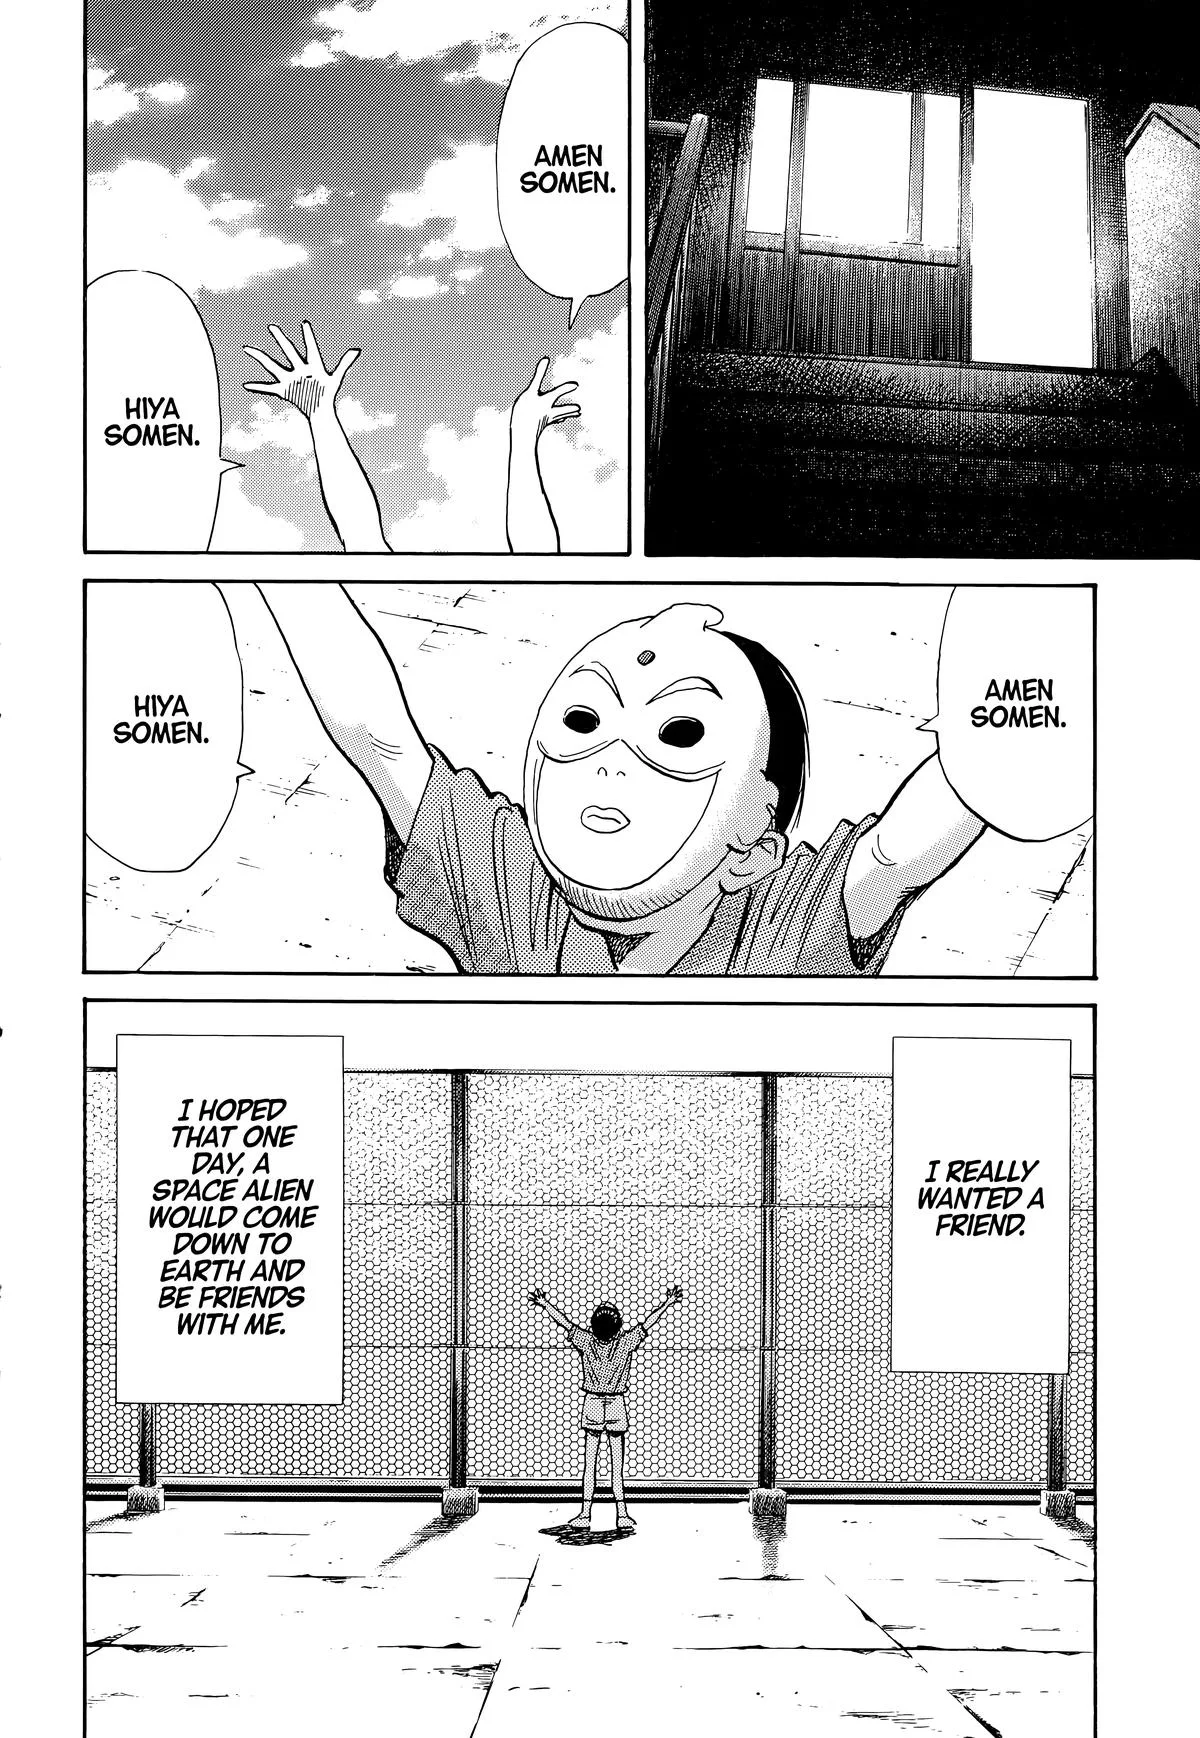 AMEN
SOMEN.
HIYA
SOMEN.
AMEN
SOMEN.
HIYA
SOMEN.
I REALLY
WANTED A
FRIEND.
I HOPED
THAT ONE
DAY, A
SPACE ALIEN
WOULD COME
DOWN TO
EARTH AND
BE FRIENDS
WITH ME.